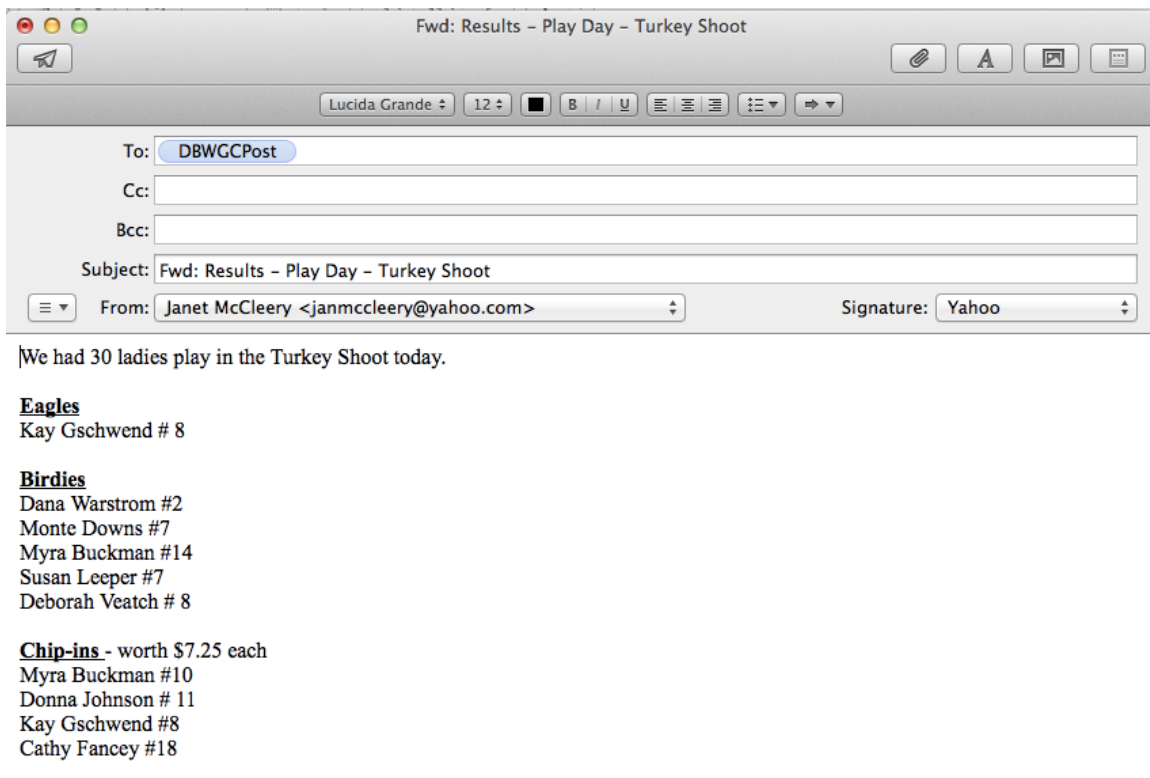 Fwd: Results – Play Day – Turkey Shoot
A
Lucida Grande 12 B I U
To: DBWGCPost
Cc:
Bcc:
Subject: Fwd: Results – Play Day – Turkey Shoot
From: Janet McCleery <janmccleery@yahoo.com> Signature: Yahoo
We had 30 ladies play in the Turkey Shoot today.
Eagles
Kay Gschwend # 8
Birdies
Dana Warstrom #2
Monte Downs #7
Myra Buckman #14
Susan Leeper #7
Deborah Veatch # 8
Chip-ins - worth $7.25 each
Myra Buckman #10
Donna Johnson # 11
Kay Gschwend #8
Cathy Fancey #18